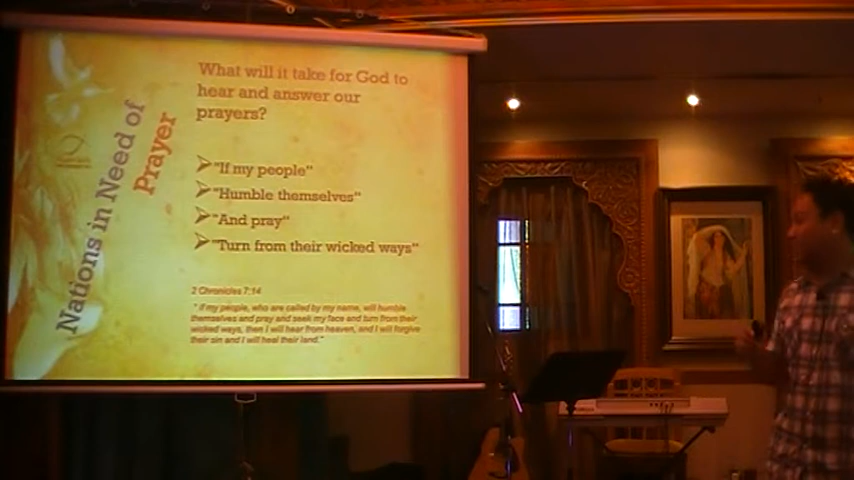 Nations in Need of
Prayer
What will it take for God to
hear and answer our
prayers?
"If my people"
"Humble themselves"
"And pray"
"Turn from their wicked ways"
2 Chronicles 7:14
" if my people, who are called by my name, will humble
themselves and pray and seek my face and turn from their
wicked ways, then I will hear from heaven, and I will forgive
their sin and I will heal their land."